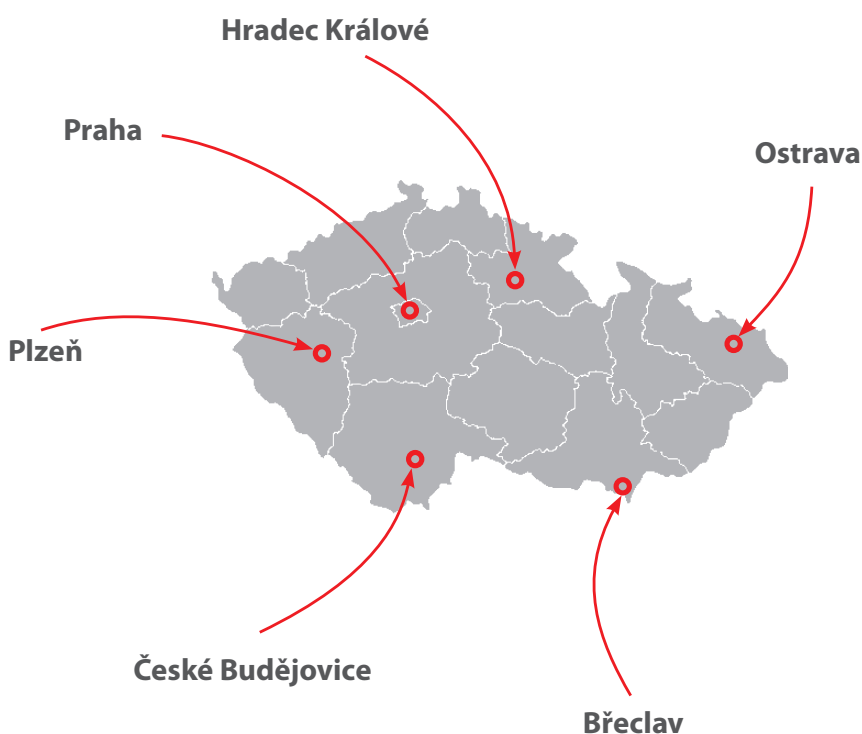 Hradec Králové
Praha
Ostrava
Plzeň
České Budějovice
Břeclav